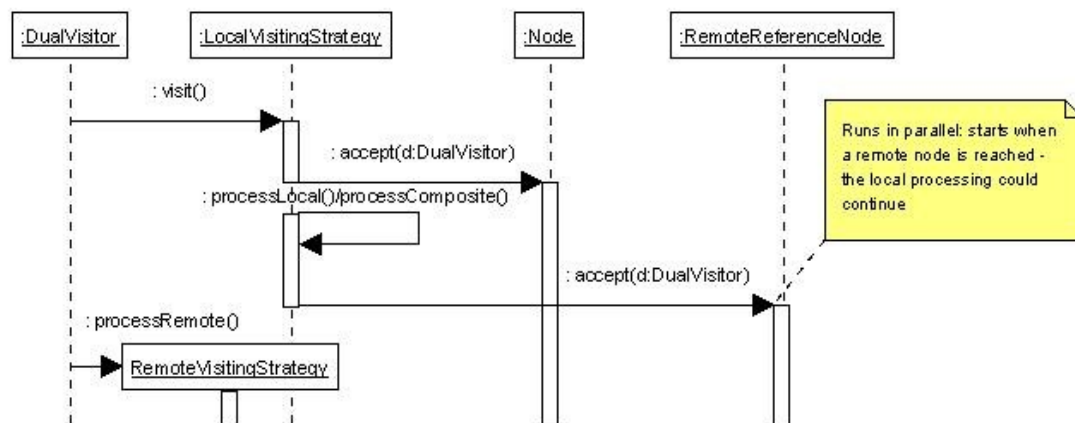 :DualVisitor
:LocalVisitingStrategy
:Node
:RemoteReferenceNode
: visit()
: accept(d:DualVisitor)
: processLocal()/processComposite()
Runs in parallel: starts when
a remote node is reached -
the local processing could
continue
: accept(d:DualVisitor)
: processRemote()
RemoteVisitingStrategy